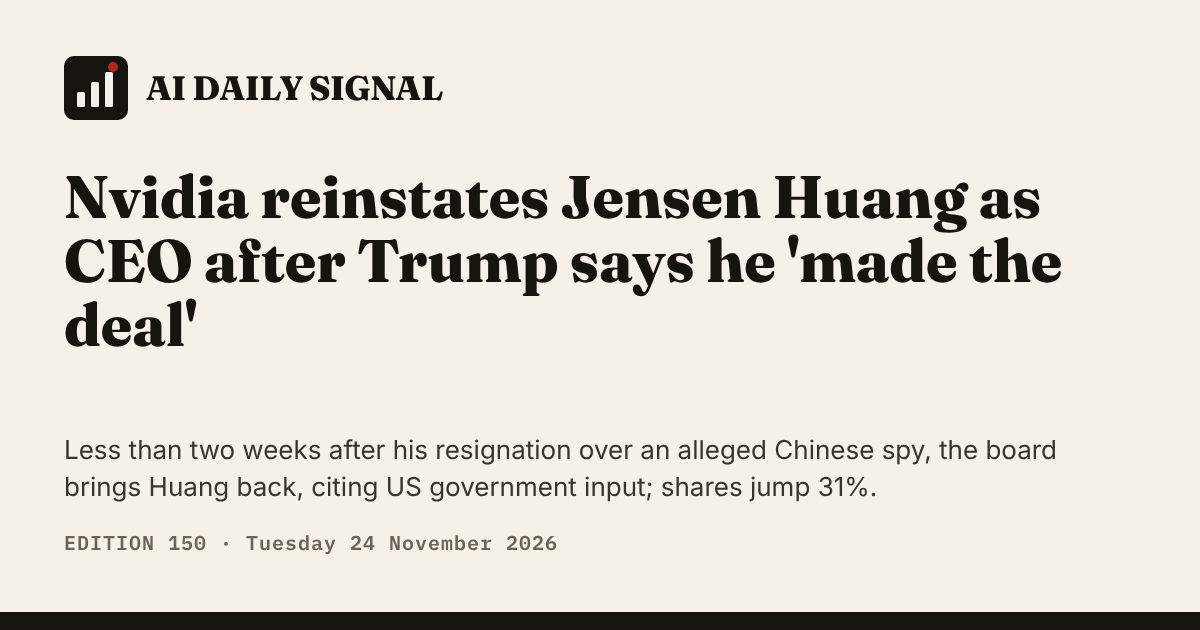 AI DAILY SIGNAL
Nvidia reinstates Jensen Huang as
CEO after Trump says he 'made the
deal'
Less than two weeks after his resignation over an alleged Chinese spy, the board
brings Huang back, citing US government input; shares jump 31%.
EDITION 150 · Tuesday 24 November 2026